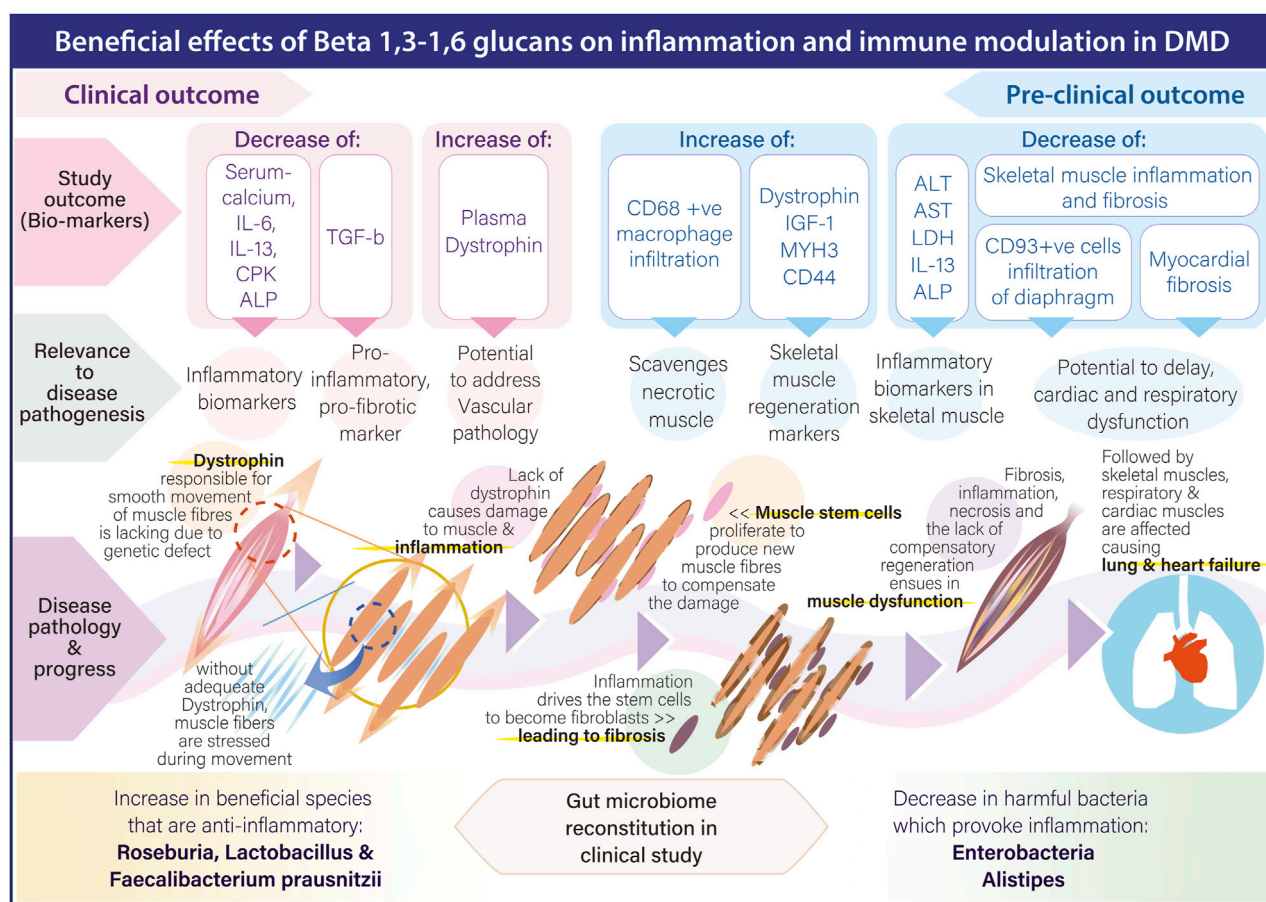 Beneficial effects of Beta 1,3-1,6 glucans on inflammation and immune modulation in DMD
Clinical outcome
Pre-clinical outcome
Study
outcome
(Bio-markers)
Decrease of:
Serum-
calcium,
IL-6,
IL-13,
CPK
ALP
TGF-b
Increase of:
Plasma
Dystrophin
Increase of:
CD68 +ve
macrophage
infiltration
Dystrophin
IGF-1
MYH3
CD44
Decrease of:
ALT
AST
LDH
IL-13
ALP
Skeletal muscle inflammation
and fibrosis
CD93+ve cells
infiltration
of diaphragm
Myocardial
fibrosis
Relevance
to
disease
pathogenesis
Inflammatory
biomarkers
Pro-
inflammatory,
pro-fibrotic
marker
Potential
to address
Vascular
pathology
Scavenges
necrotic
muscle
Skeletal
muscle
regeneration
markers
Inflammatory
biomarkers in
skeletal muscle
Potential to delay,
cardiac and respiratory
dysfunction
Disease
pathology
&
progress
Dystrophin
responsible for
smooth movement
of muscle fibres
is lacking due to
genetic defect
without
adequeate
Dystrophin,
muscle fibers
are stressed
during movement
Lack of
dystrophin
causes damage
to muscle &
inflammation
<< Muscle stem cells
proliferate to
produce new
muscle fibres
to compensate
the damage
Inflammation
drives the stem cells
to become fibroblasts >>
leading to fibrosis
Fibrosis,
inflammation,
necrosis and
the lack of
compensatory
regeneration
ensues in
muscle dysfunction
Followed by
skeletal muscles,
respiratory &
cardiac muscles
are affected
causing
lung & heart failure
Increase in beneficial species
that are anti-inflammatory:
Roseburia, Lactobacillus &
Faecalibacterium prausnitzii
Gut microbiome
reconstitution in
clinical study
Decrease in harmful bacteria
which provoke inflammation:
Enterobacteria
Alistipes